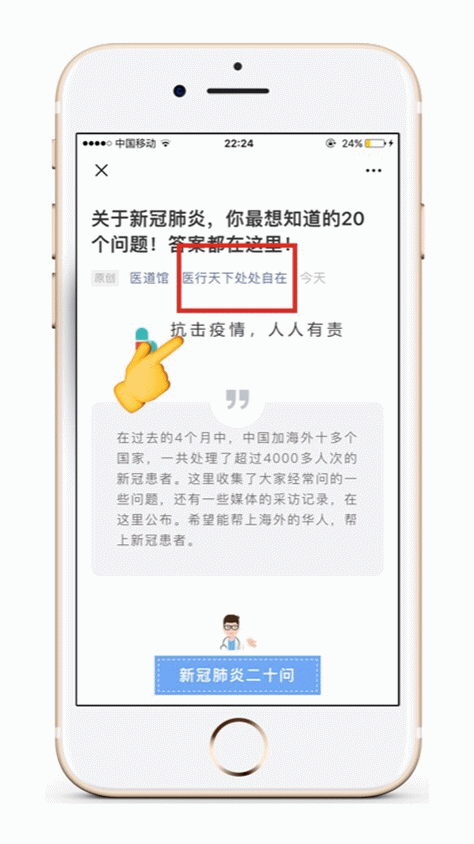 中国移动
22:24
24%
关于新冠肺炎，你最想知道的20
个问题！答案都在这里！
原创 医道馆 医行天下处处自在 今天
抗击疫情，人人有责
在过去的4个月中，中国加海外十多个
国家，一共处理了超过4000多人次的
新冠患者。这里收集了大家经常问的一
些问题，还有一些媒体的采访记录，在
这里公布。希望能帮上海外的华人，帮
上新冠患者。
新冠肺炎二十问